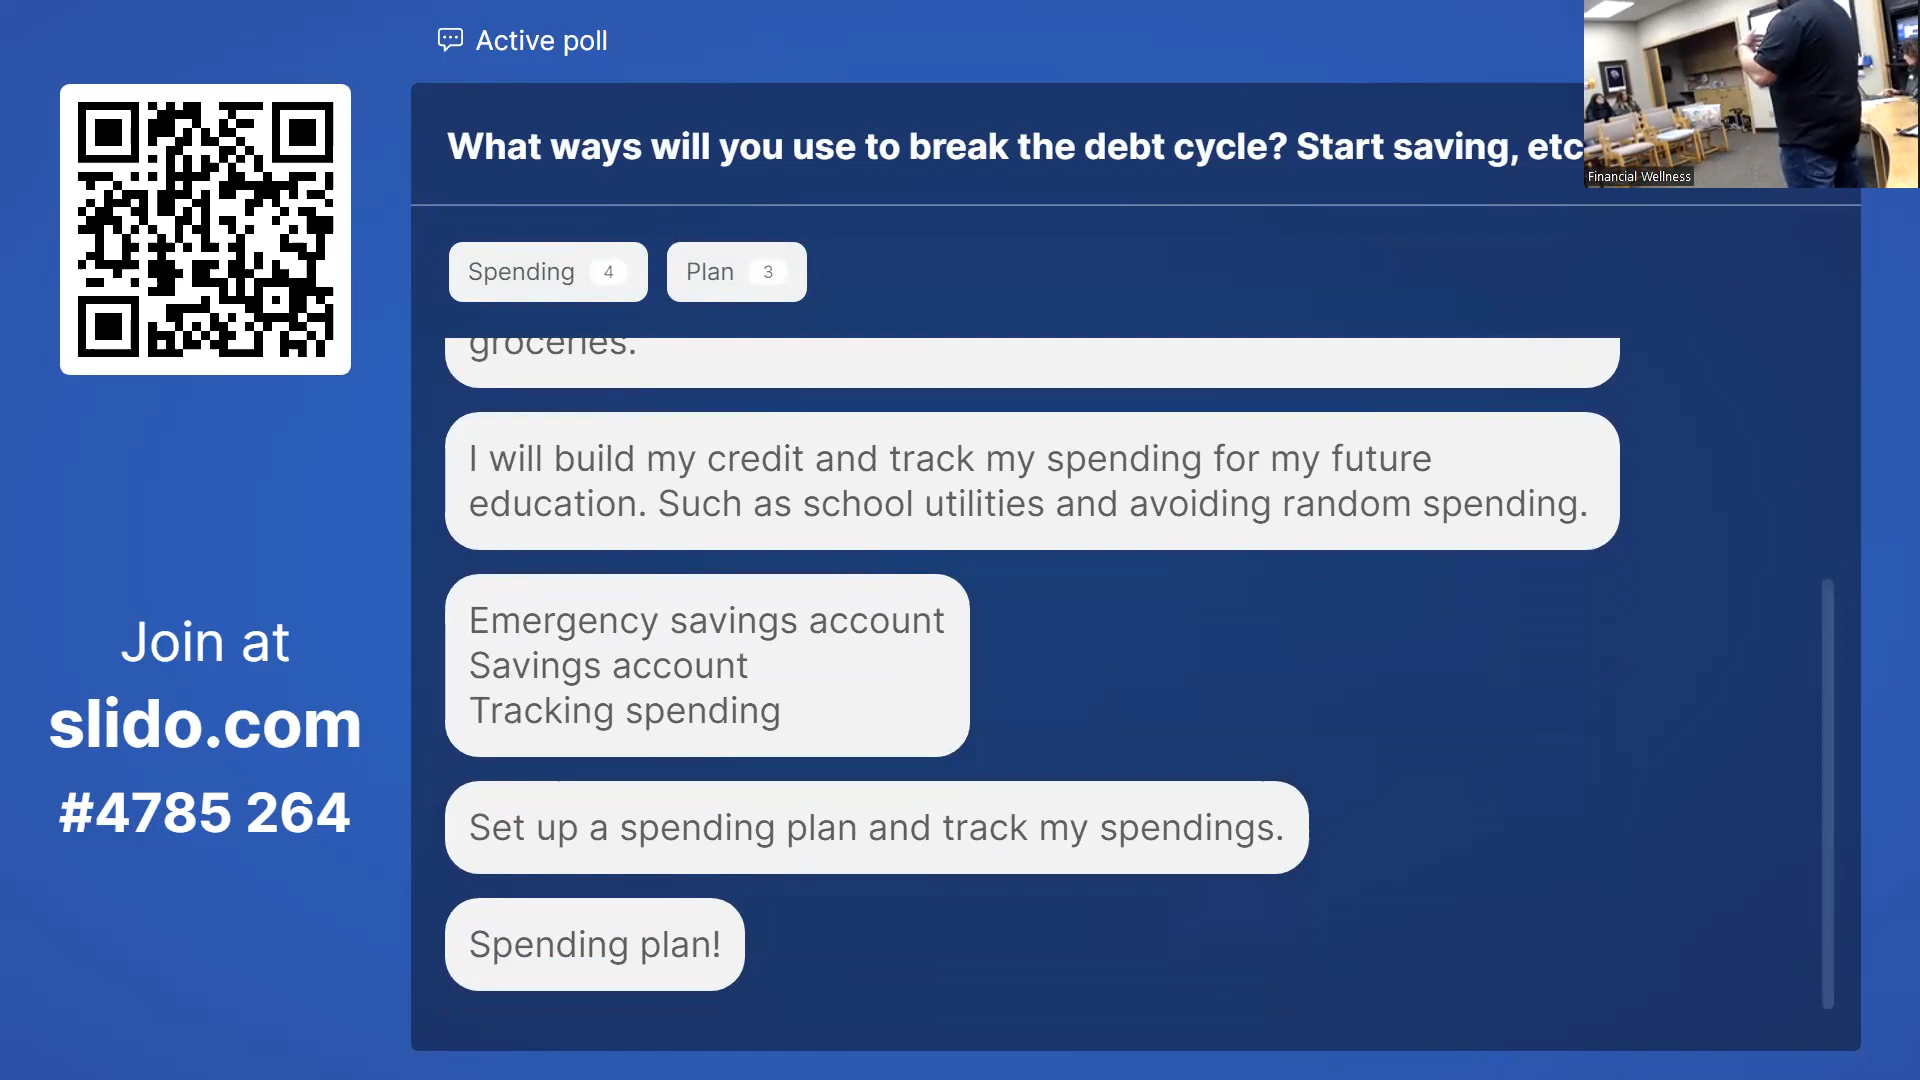 Active poll
What ways will you use to break the debt cycle? Start saving, etc
Financial Wellness
Spending 4
Plan 3
groceries.
I will build my credit and track my spending for my future
education. Such as school utilities and avoiding random spending.
Emergency savings account
Savings account
Tracking spending
Set up a spending plan and track my spendings.
Spending plan!
Join at
slido.com
#4785 264